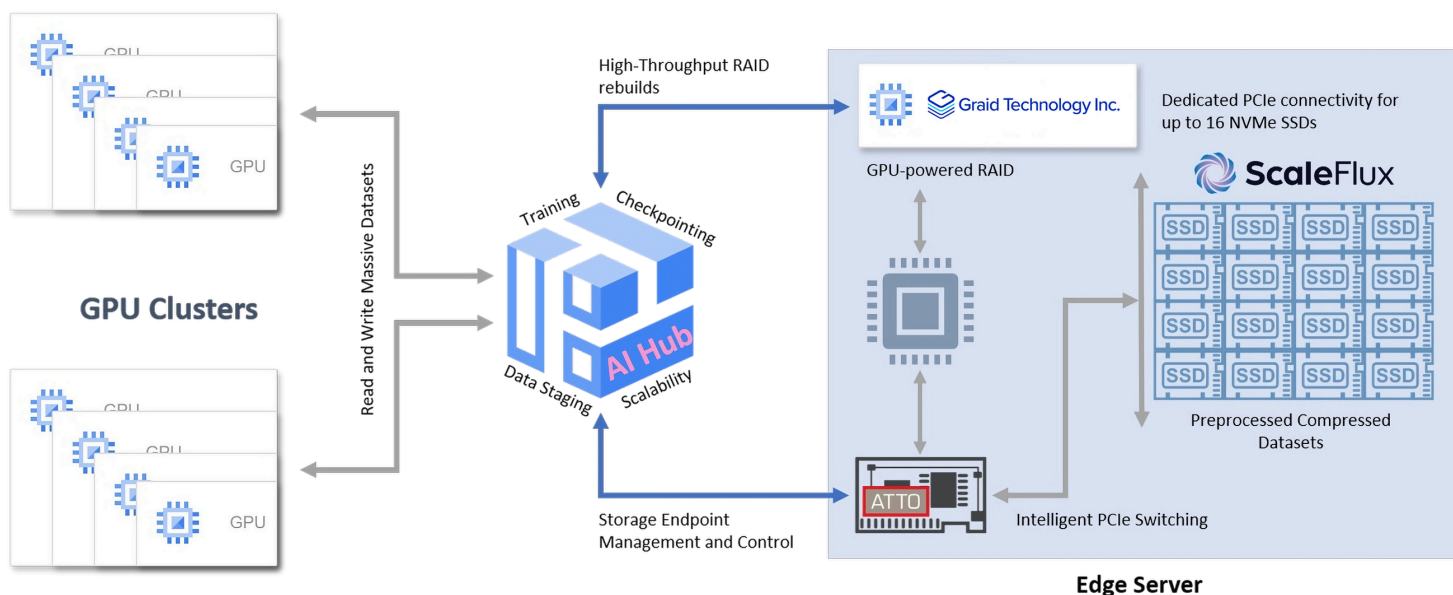 GPU
GPU
GPU
GPU
GPU Clusters
GPU
GPU
GPU
GPU
Read and Write Massive Datasets
High-Throughput RAID
rebuilds
Training
Checkpointing
AI Hub
Data Staging
Scalability
Storage Endpoint
Management and Control
Graid Technology Inc.
GPU-powered RAID
Dedicated PCIe connectivity for
up to 16 NVMe SSDs
ScaleFlux
SSD SSD SSD SSD
SSD SSD SSD SSD
SSD SSD SSD SSD
SSD SSD SSD SSD
Preprocessed Compressed
Datasets
ATTO
Intelligent PCIe Switching
Edge Server